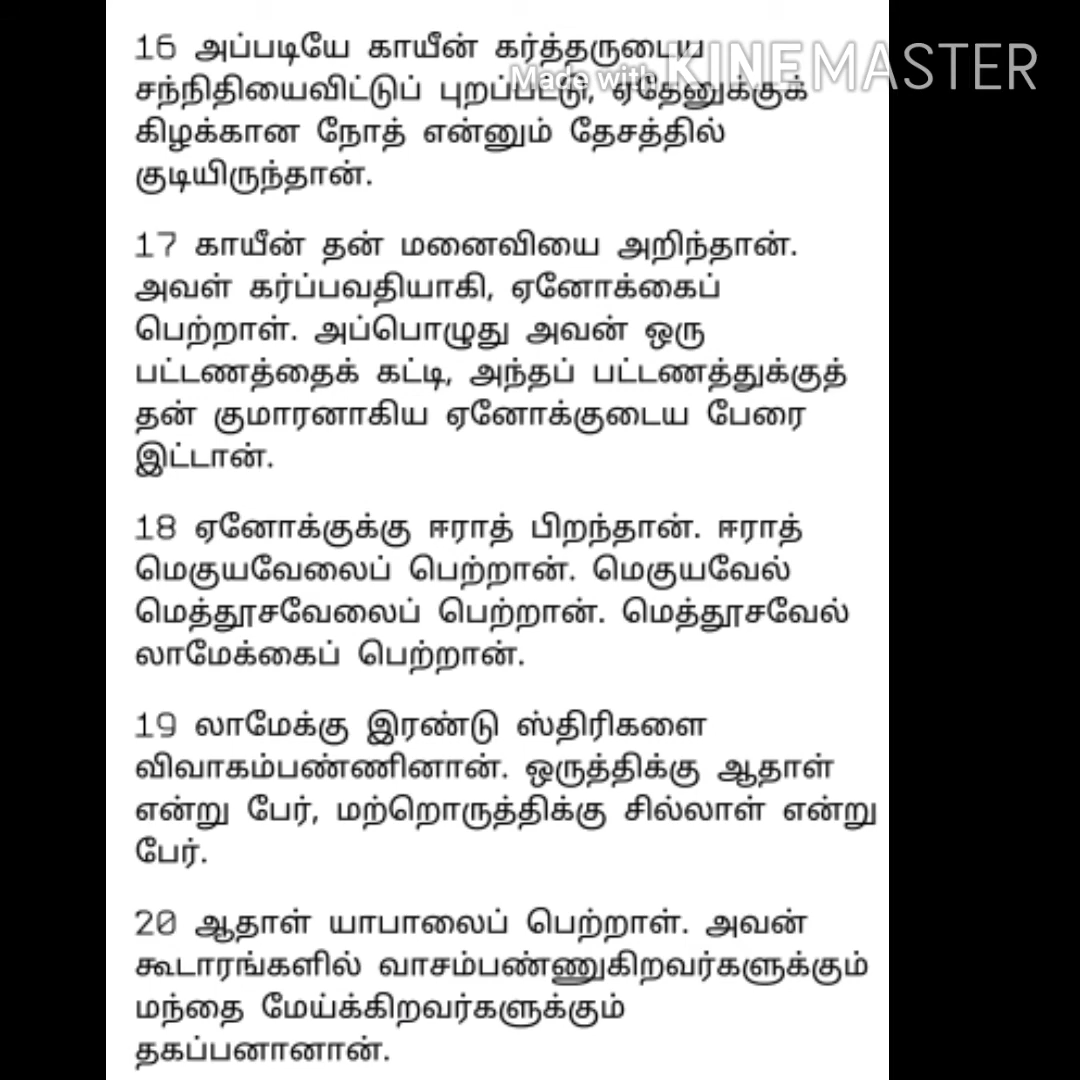 16 அப்படியே காயீன் கர்த்தருடைய
Made with KINEMASTER
சந்நிதியைவிட்டுப் புறப்பட்டு, ஏதேனுக்குக்
கிழக்கான நோத் என்னும் தேசத்தில்
குடியிருந்தான்.
17 காயீன் தன் மனைவியை அறிந்தான்.
அவள் கர்ப்பவதியாகி, ஏனோக்கைப்
பெற்றாள். அப்பொழுது அவன் ஒரு
பட்டணத்தைக் கட்டி, அந்தப் பட்டணத்துக்குத்
தன் குமாரனாகிய ஏனோக்குடைய பேரை
இட்டான்.
18 ஏனோக்குக்கு ஈராத் பிறந்தான். ஈராத்
மெகுயவேலைப் பெற்றான். மெகுயவேல்
மெத்தூசவேலைப் பெற்றான். மெத்தூசவேல்
லாமேக்கைப் பெற்றான்.
19 லாமேக்கு இரண்டு ஸ்திரிகளை
விவாகம்பண்ணினான். ஒருத்திக்கு ஆதாள்
என்று பேர், மற்றொருத்திக்கு சில்லாள் என்று
பேர்.
20 ஆதாள் யாபாலைப் பெற்றாள். அவன்
கூடாரங்களில் வாசம்பண்ணுகிறவர்களுக்கும்
மந்தை மேய்க்கிறவர்களுக்கும்
தகப்பனானான்.